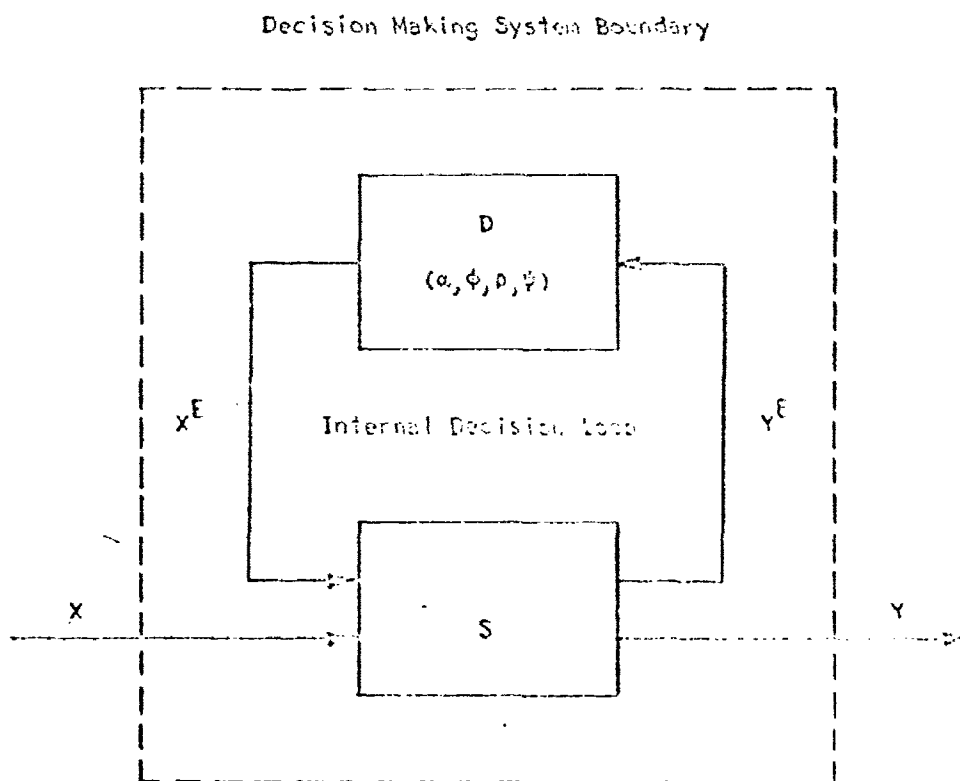 Decision Making System Boundary
D
(α,φ,D,ψ)
X^E
Internal Decision Loop
Y^E
X
S
Y